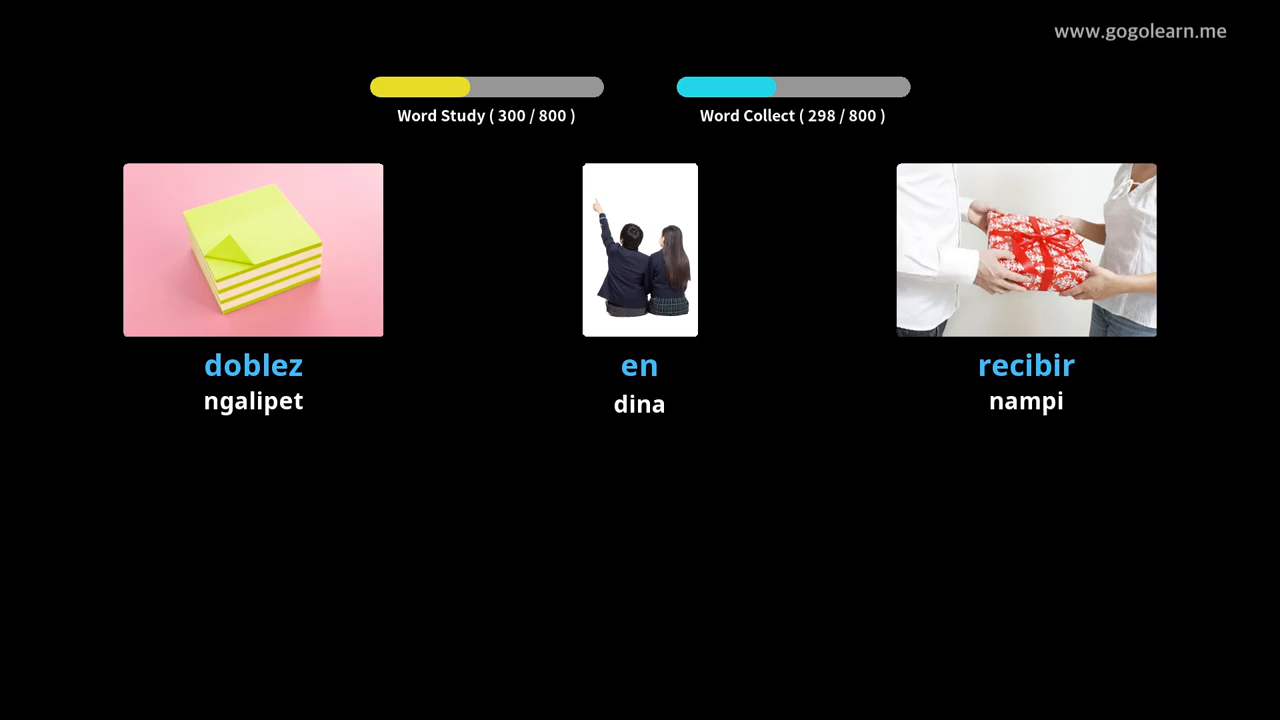 www.gogolearn.me
Word Study ( 300 / 800 )
Word Collect ( 298 / 800 )
doblez
ngalipet
en
dina
recibir
nampi